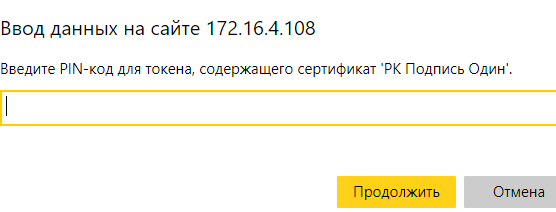 Ввод данных на сайте 172.16.4.108
Введите PIN-код для токена, содержащего сертификат 'РК Подпись Один'.
Продолжить
Отмена